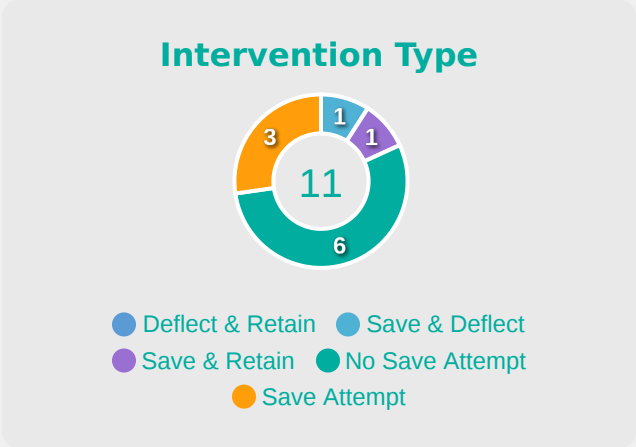 Intervention Type
1
3
1
11
6
Deflect & Retain
Save & Deflect
Save & Retain
No Save Attempt
Save Attempt